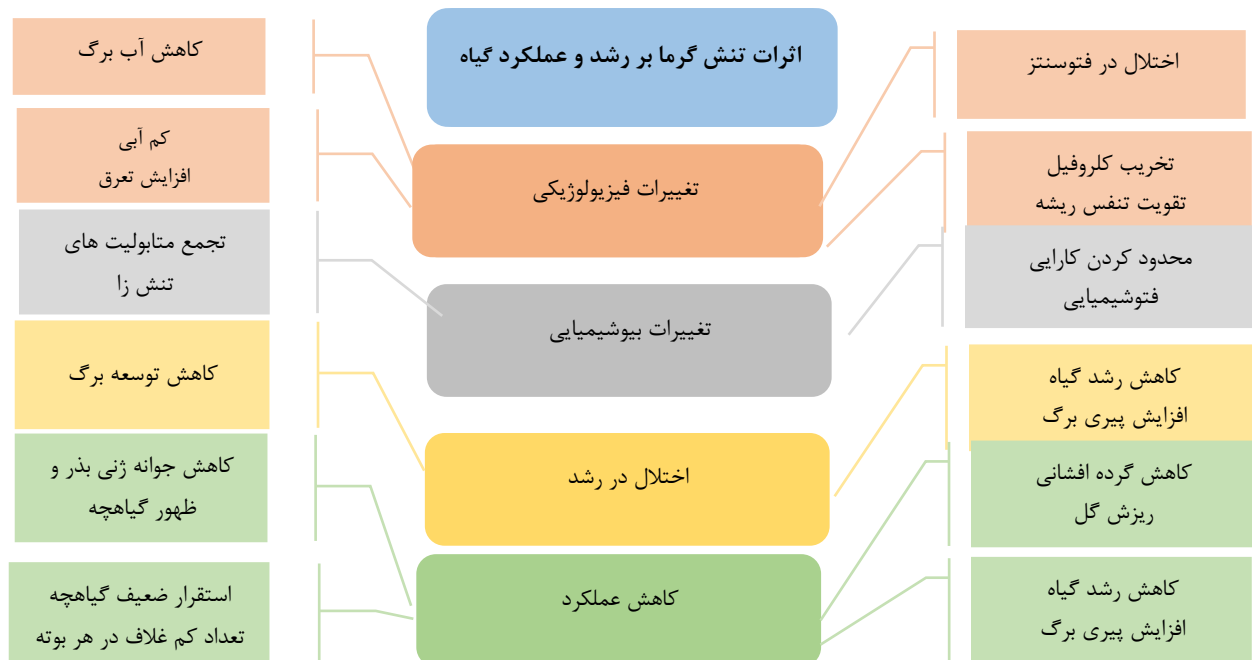 اثرات تنش گرما بر رشد و عملکرد گیاه
اختلال در فتوسنتز
کاهش آب برگ
تغییرات فیزیولوژیکی
تخریب کلروفیل
تقویت تنفس ریشه
کم آبی
افزایش تعرق
محدود کردن کارایی
فتوشیمیایی
تغییرات بیوشیمیایی
تجمع متابولیت های
تنش زا
کاهش رشد گیاه
افزایش پیری برگ
اختلال در رشد
کاهش توسعه برگ
کاهش گرده افشانی
ریزش گل
کاهش جوانه ژنی بذر و
ظهور گیاهچه
کاهش عملکرد
کاهش رشد گیاه
افزایش پیری برگ
استقرار ضعیف گیاهچه
تعداد کم غلاف در هر بوته